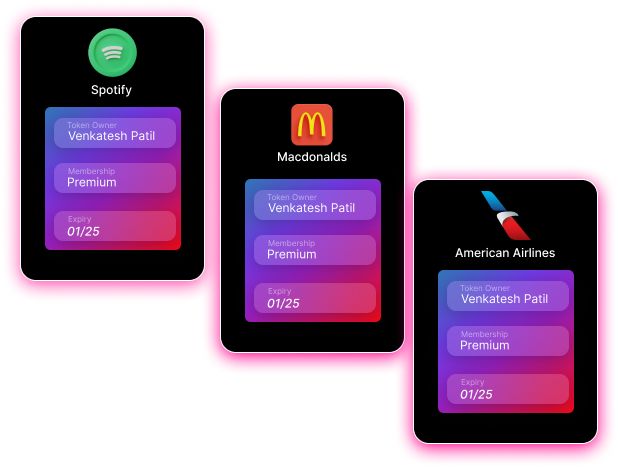 Spotify
Token Owner
Venkatesh Patil
Membership
Premium
Expiry
01/25
Macdonalds
Token Owner
Venkatesh Patil
Membership
Premium
Expiry
01/25
American Airlines
Token Owner
Venkatesh Patil
Membership
Premium
Expiry
01/25